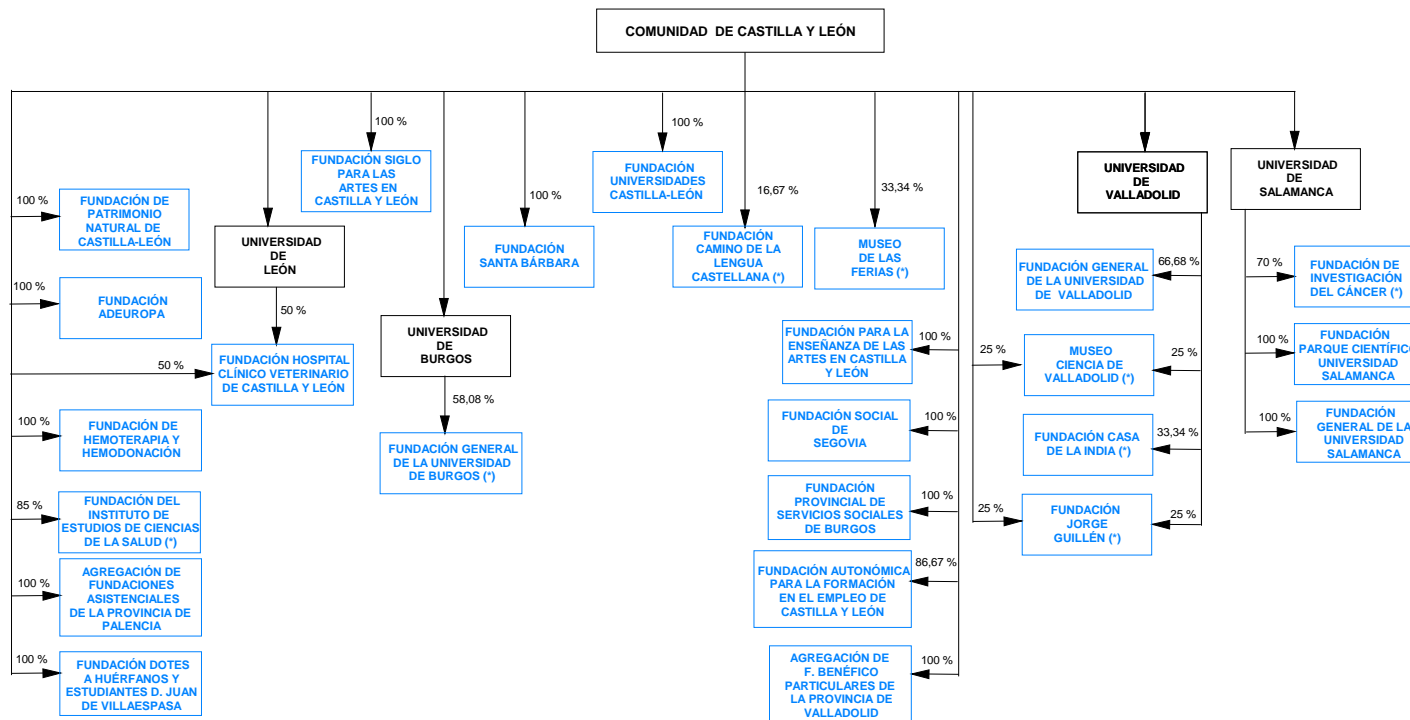 COMUNIDAD DE CASTILLA Y LEÓN
100 %
FUNDACIÓN SIGLO
PARA LAS
ARTES EN
CASTILLA Y LEÓN
100 %
FUNDACIÓN
UNIVERSIDADES
CASTILLA-LEÓN
UNIVERSIDAD
DE
VALLADOLID
UNIVERSIDAD
DE
SALAMANCA
100 %
FUNDACIÓN DE
PATRIMONIO
NATURAL DE
CASTILLA-LEÓN
UNIVERSIDAD
DE
LEÓN
100 %
FUNDACIÓN
SANTA BÁRBARA
16,67 %
FUNDACIÓN
CAMINO DE LA
LENGUA
CASTELLANA (*)
33,34 %
MUSEO
DE LAS
FERIAS (*)
FUNDACIÓN GENERAL
DE LA UNIVERSIDAD
DE VALLADOLID
66,68 %
70 %
FUNDACIÓN DE
INVESTIGACIÓN
DEL CÁNCER (*)
100 %
FUNDACIÓN
ADEUROPA
50 %
50 %
FUNDACIÓN HOSPITAL
CLÍNICO VETERINARIO
DE CASTILLA Y LEÓN
UNIVERSIDAD
DE
BURGOS
FUNDACIÓN PARA LA
ENSEÑANZA DE LAS
ARTES EN CASTILLA
Y LEÓN
100 %
25 %
MUSEO
CIENCIA DE
VALLADOLID (*)
25 %
100 %
FUNDACIÓN
PARQUE CIENTÍFICO
UNIVERSIDAD
SALAMANCA
100 %
FUNDACIÓN DE
HEMOTERAPIA Y
HEMODONACIÓN
58,08 %
FUNDACIÓN GENERAL
DE LA UNIVERSIDAD
DE BURGOS (*)
FUNDACIÓN SOCIAL
DE
SEGOVIA
100 %
FUNDACIÓN CASA
DE LA INDIA (*)
33,34 %
100 %
FUNDACIÓN
GENERAL DE LA
UNIVERSIDAD
SALAMANCA
85 %
FUNDACIÓN DEL
INSTITUTO DE
ESTUDIOS DE CIENCIAS
DE LA SALUD (*)
FUNDACIÓN
PROVINCIAL DE
SERVICIOS SOCIALES
DE BURGOS
100 %
25 %
FUNDACIÓN
JORGE
GUILLÉN (*)
25 %
100 %
AGREGACIÓN DE
FUNDACIONES
ASISTENCIALES
DE LA PROVINCIA DE
PALENCIA
FUNDACIÓN AUTONÓMICA
PARA LA FORMACIÓN
EN EL EMPLEO DE
CASTILLA Y LEÓN
86,67 %
100 %
FUNDACIÓN DOTES
A HUÉRFANOS Y
ESTUDIANTES D. JUAN
DE VILLAESPASA
AGREGACIÓN DE
F. BENÉFICO
PARTICULARES DE
LA PROVINCIA DE
VALLADOLID
100 %